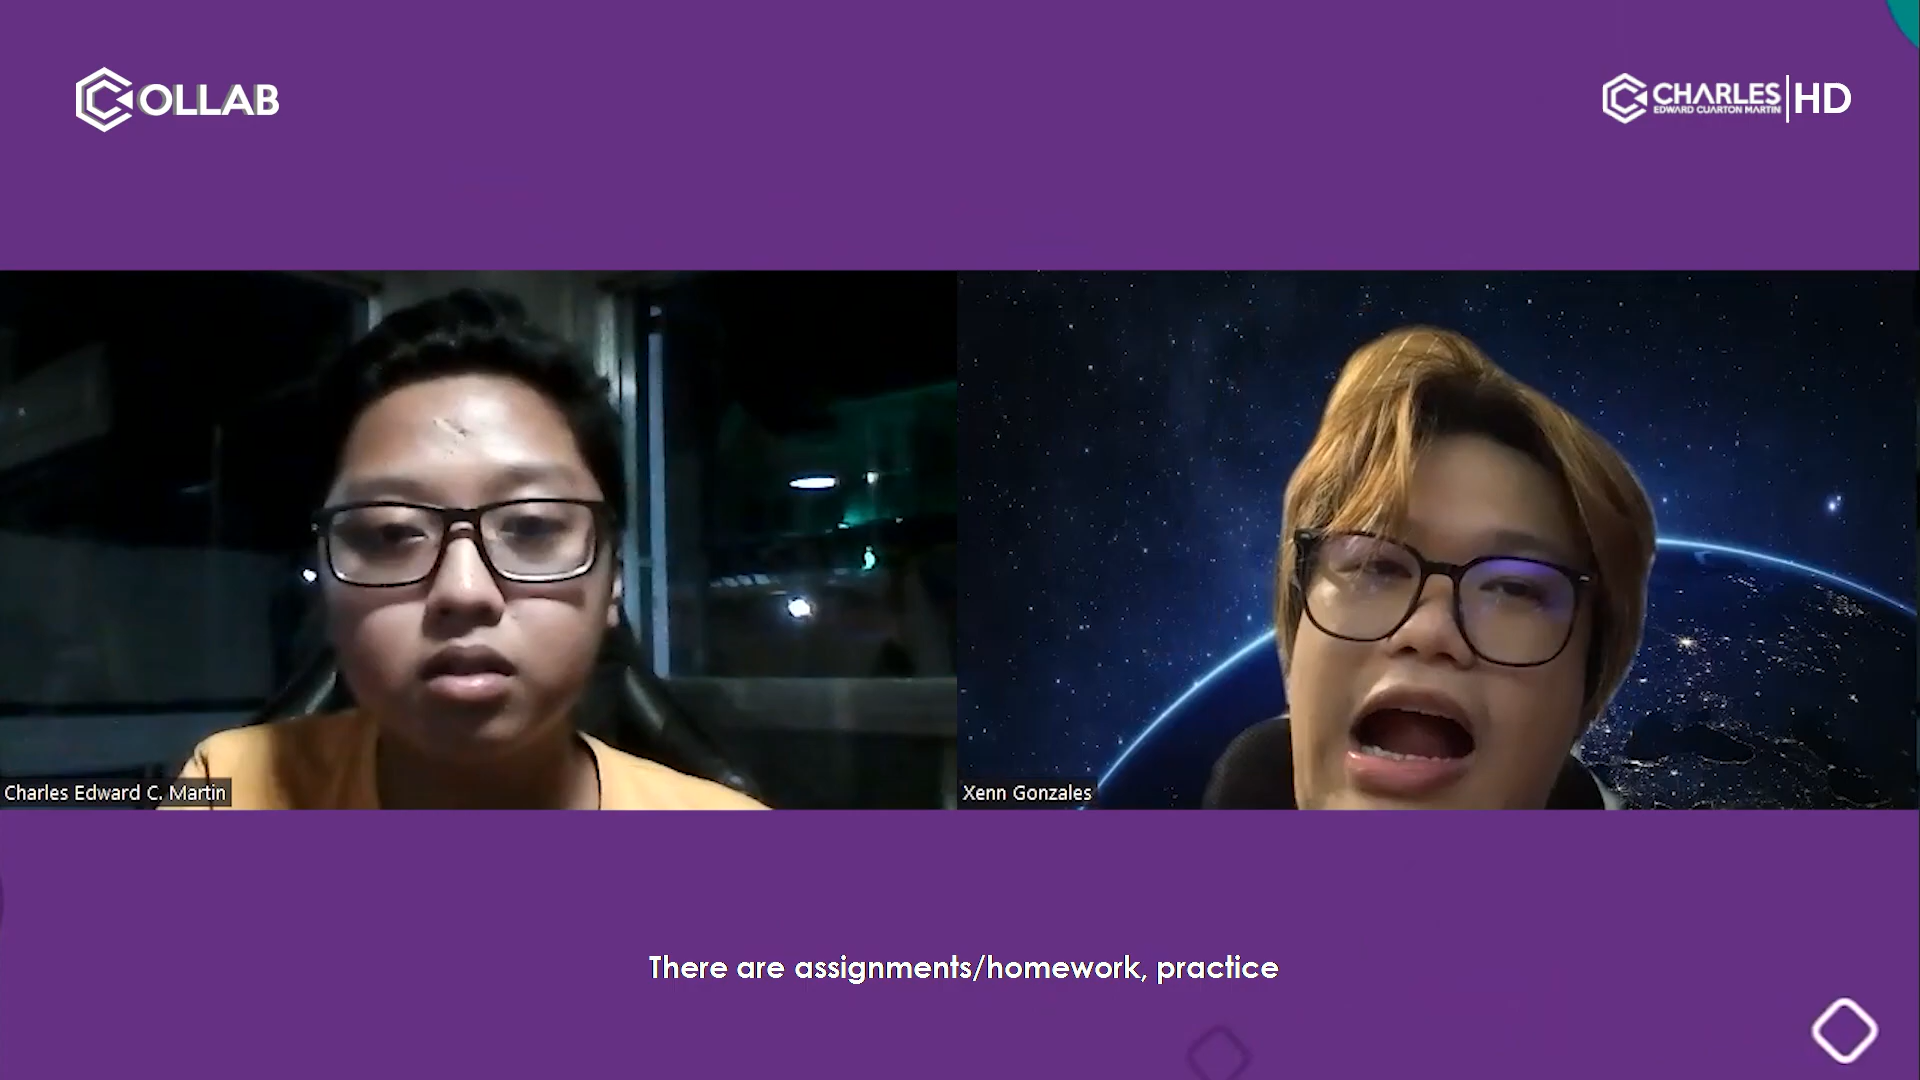 COLLAB
CHARLES
EDWARD CUARTON MARTIN
HD
Charles Edward C. Martin
Xenn Gonzales
There are assignments/homework, practice